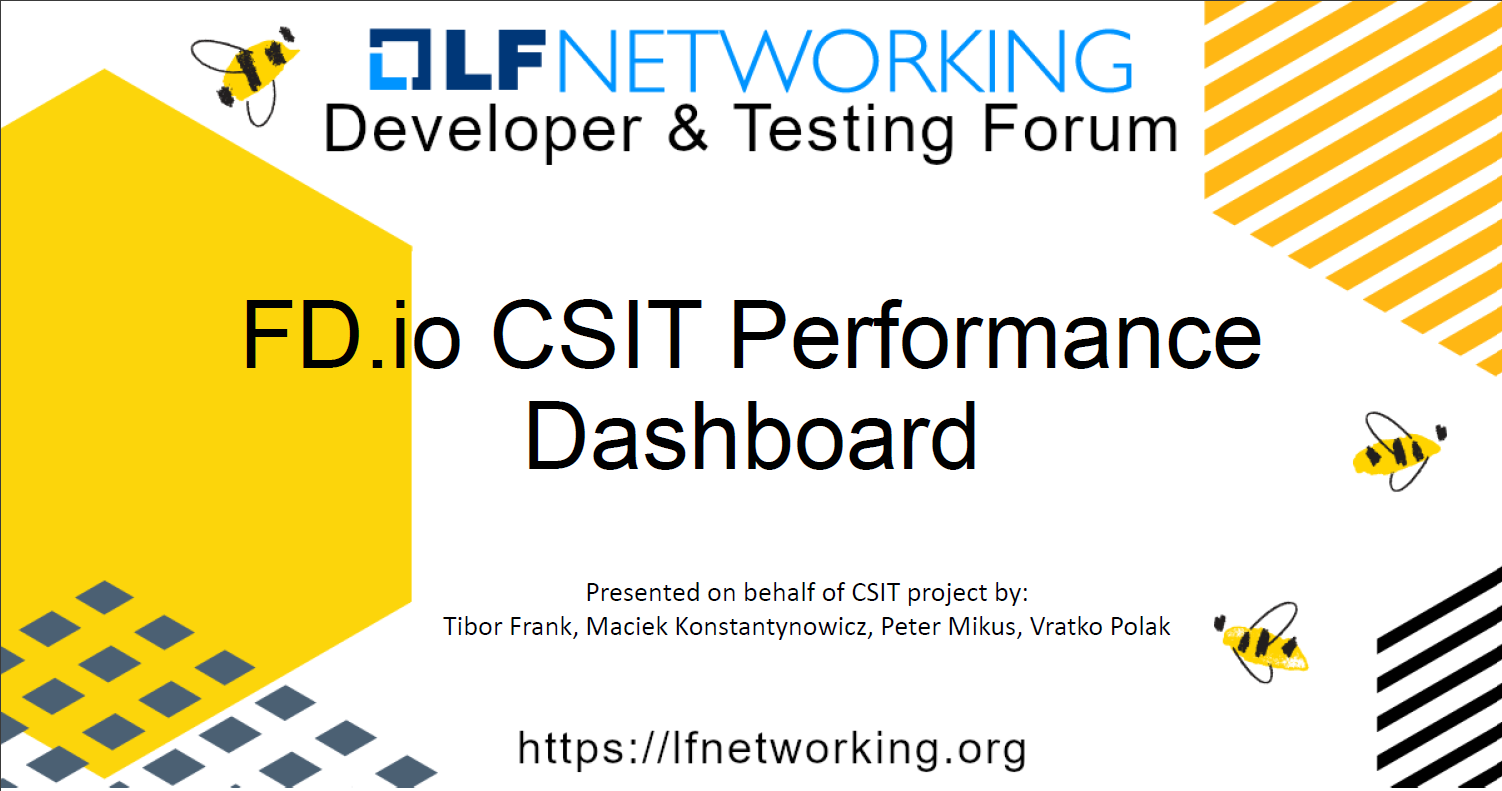 LFNETWORKING
Developer & Testing Forum
FD.io CSIT Performance
Dashboard
Presented on behalf of CSIT project by:
Tibor Frank, Maciek Konstantynowicz, Peter Mikus, Vratko Polak
https://lfnetworking.org